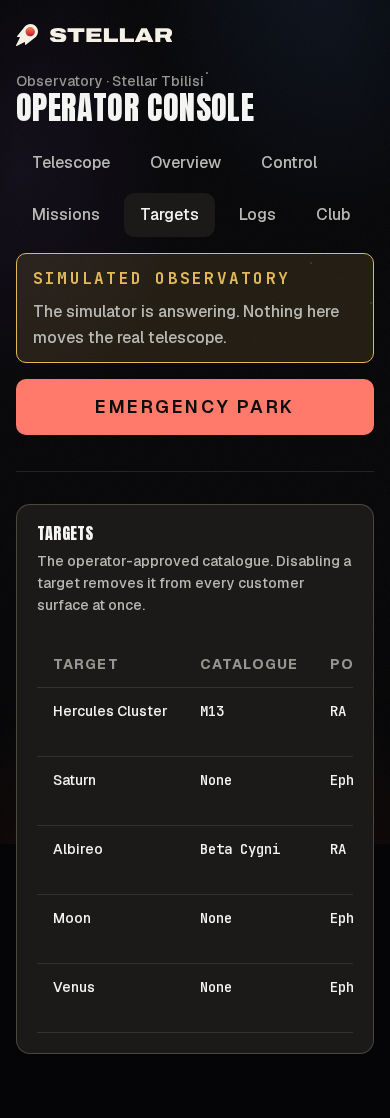 STELLAR
Observatory · Stellar Tbilisi
OPERATOR CONSOLE
Telescope Overview Control
Missions Targets Logs Club
SIMULATED OBSERVATORY
The simulator is answering. Nothing here
moves the real telescope.
EMERGENCY PARK
TARGETS
The operator-approved catalogue. Disabling a
target removes it from every customer
surface at once.
TARGET CATALOGUE PO
Hercules Cluster M13 RA
Saturn None Eph
Albireo Beta Cygni RA
Moon None Eph
Venus None Eph